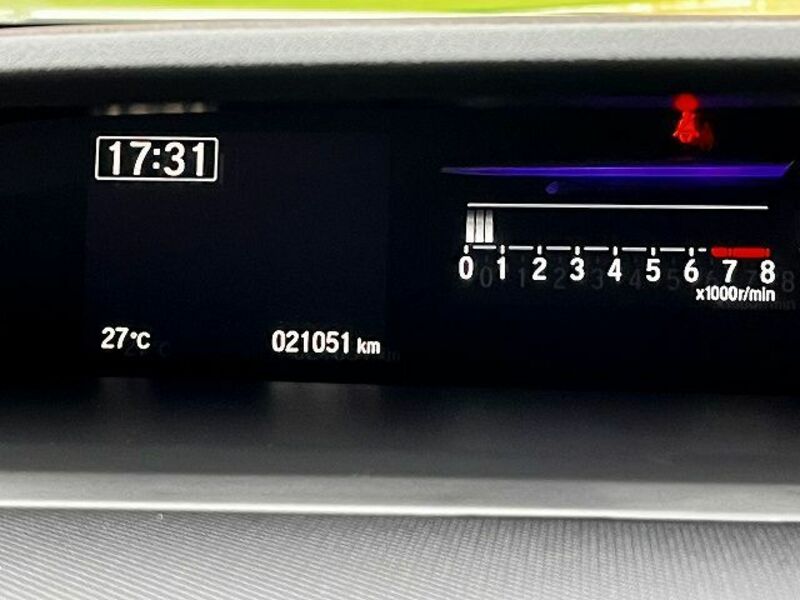 17:31
0 1 2 3 4 5 6 7 8
x1000r/min
27°C
021051 km